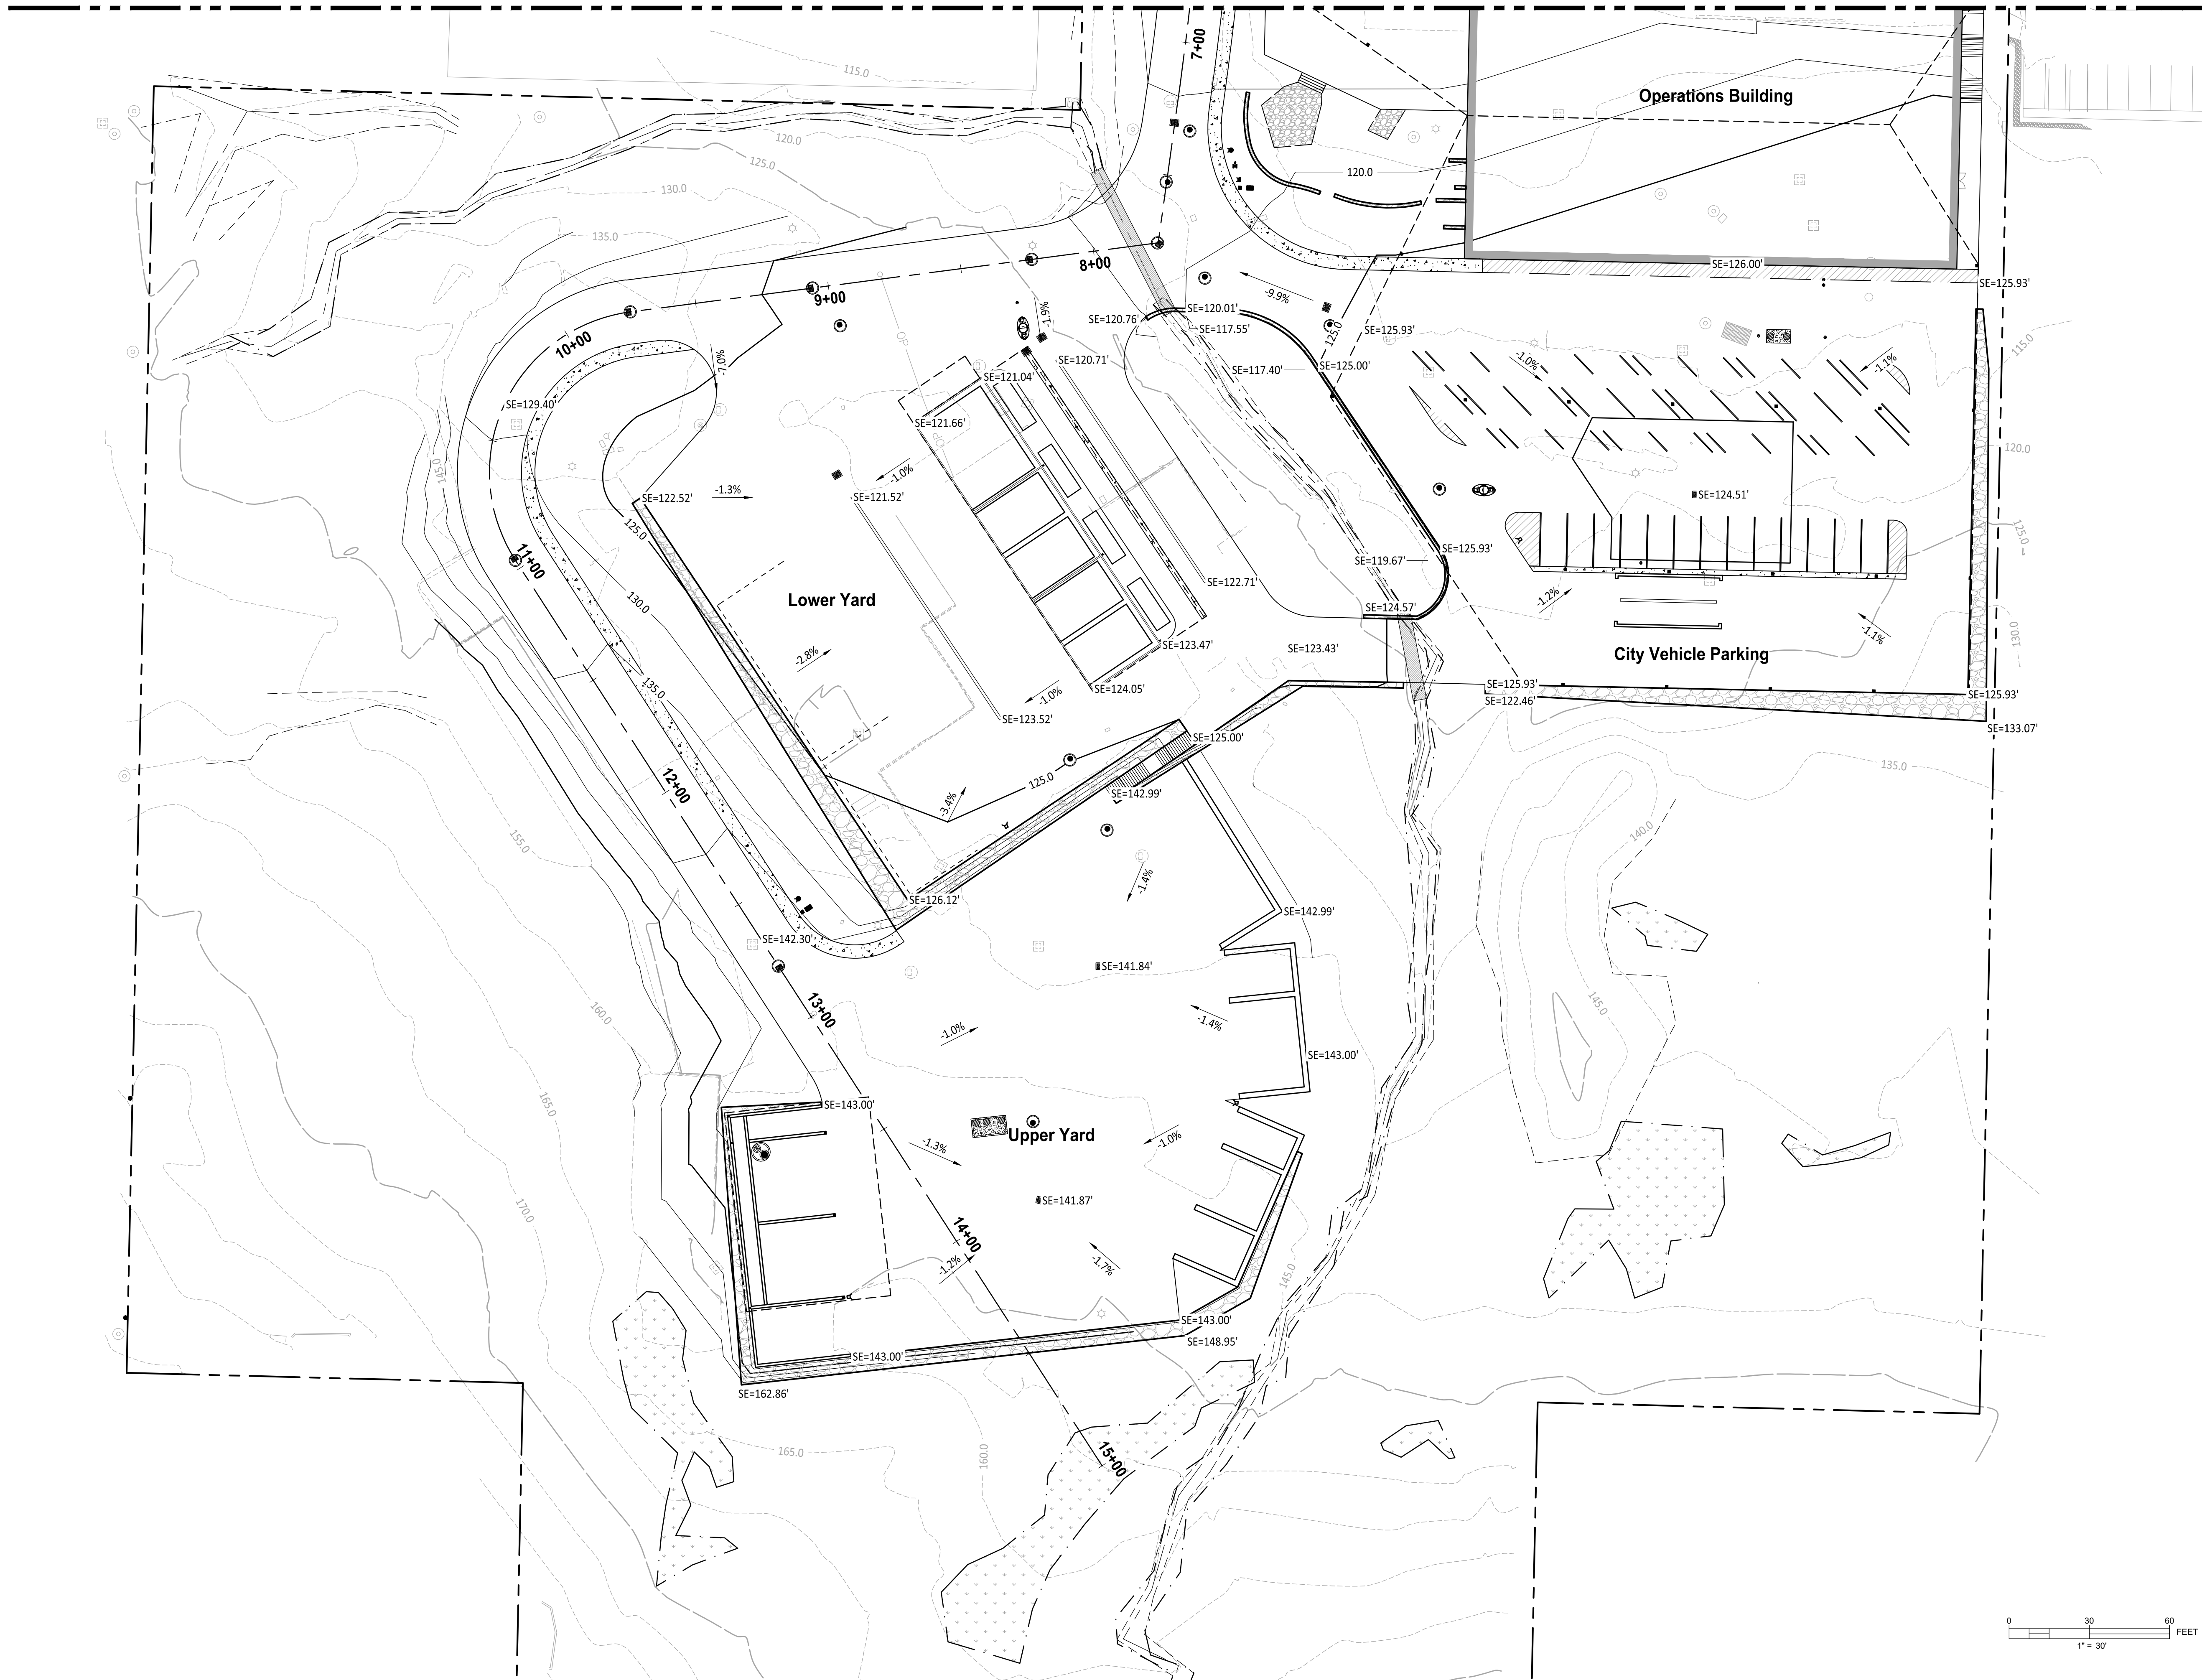 7+00
115.0
Operations Building
120.0
125.0
130.0
120.0
135.0
8+00
SE=126.00'
SE=125.93'
9+00
-9.9%
-1.9%
SE=120.76'
SE=120.01'
SE=117.55'
125.0
SE=125.93'
10+00
-7.0%
SE=120.71'
SE=117.40'
SE=125.00'
-1.0%
-1.1%
115.0
SE=121.04'
SE=129.40'
SE=121.66'
145.0
-1.0%
120.0
SE=122.52'
-1.3%
SE=121.52'
SE=124.51'
125.0
125.0
11+00
SE=125.93'
SE=119.67'
SE=122.71'
130.0
Lower Yard
SE=124.57'
-1.2%
-1.1%
130.0
-2.8%
SE=123.47'
SE=123.43'
City Vehicle Parking
135.0
SE=124.05'
-1.0%
SE=125.93'
SE=125.93'
SE=122.46'
SE=123.52'
SE=133.07'
SE=125.00'
135.0
12+00
125.0
SE=142.99'
-3.4%
155.0
140.0
-1.4%
SE=126.12'
SE=142.99'
SE=142.30'
SE=141.84'
13+00
160.0
145.0
-1.0%
-1.4%
SE=143.00'
165.0
SE=143.00'
Upper Yard
-1.3%
-1.0%
170.0
SE=141.87'
14+00
-1.2%
-1.7%
145.0
SE=143.00'
SE=148.95'
SE=143.00'
SE=162.86'
165.0
160.0
15+00
0 30 60
FEET
1" = 30'